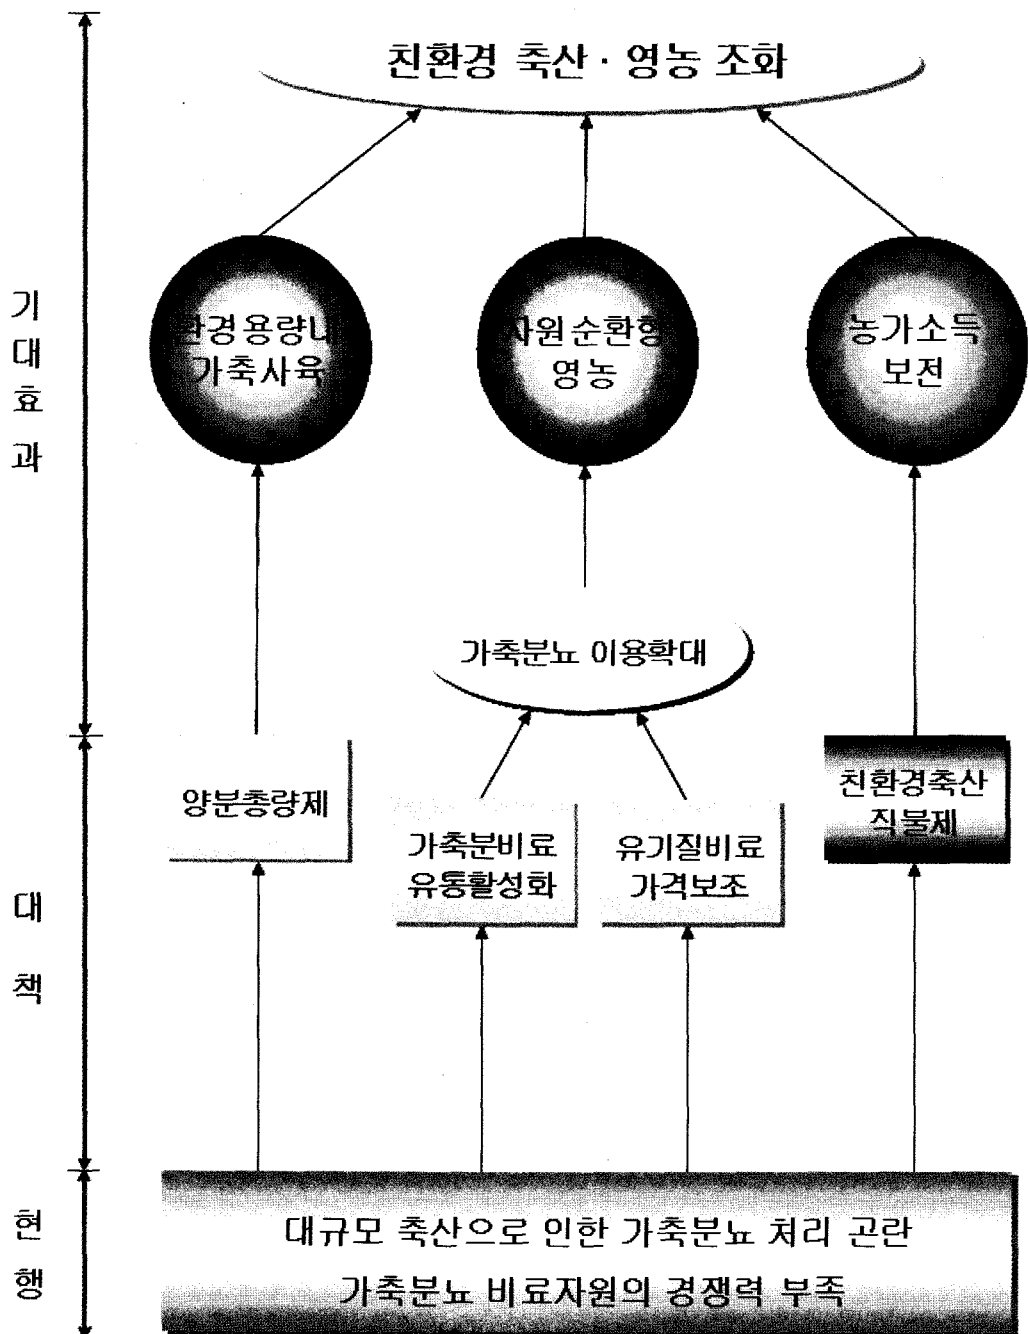 친환경 축산 · 영농 조화
환경용량내
가축사육
자원순환형
영농
농가소득
보전
기대효과
가축분뇨 이용확대
양분총량제
가축분비료
유통활성화
유기질비료
가격보조
친환경축산
직불제
대책
대규모 축산으로 인한 가축분뇨 처리 곤란
가축분뇨 비료자원의 경쟁력 부족
현행